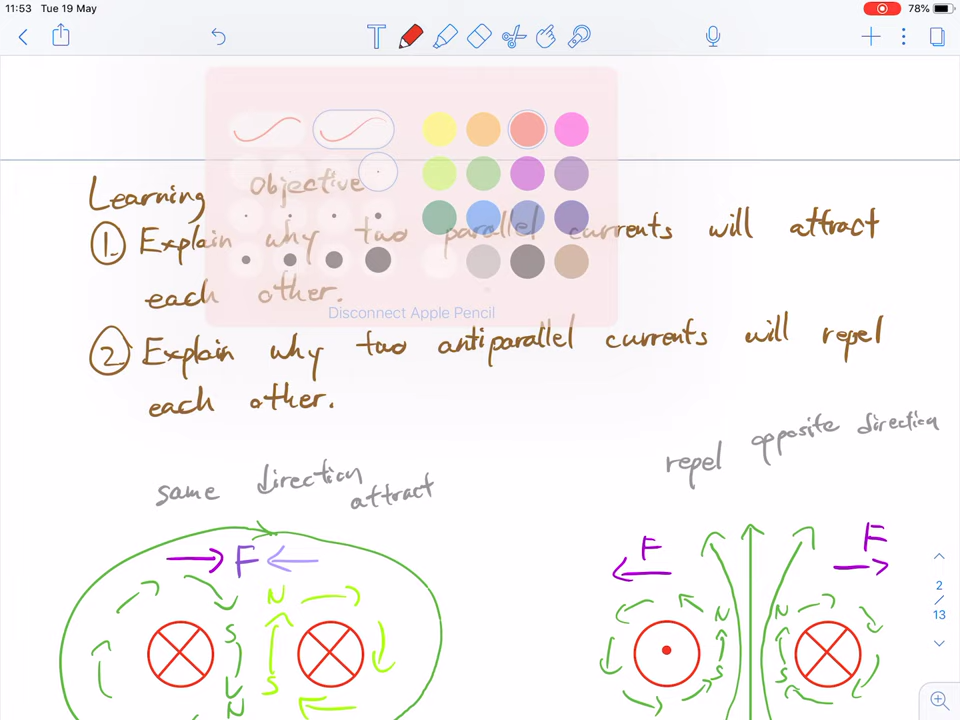 11:53 Tue 19 May
78%
T
Learning Objective
① Explain why two parallel currents will attract
each other.
Disconnect Apple Pencil
② Explain why two antiparallel currents will repel
each other.
same direction
attract
repel opposite direction
F
F
F
N
S
N
N
S
S
S
N
2
/
13